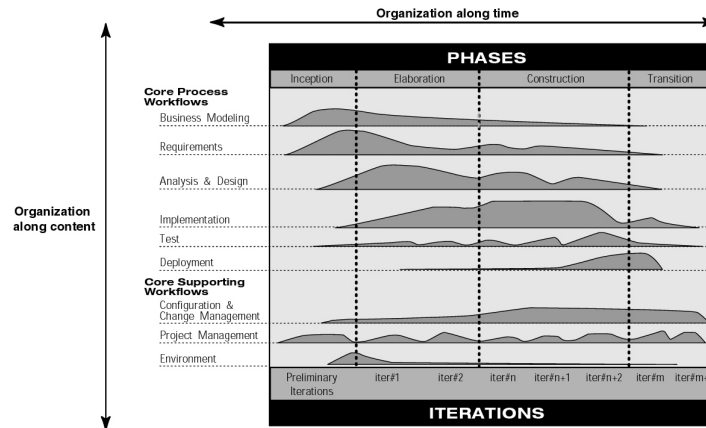 Organization along time
PHASES
Inception
Elaboration
Construction
Transition
Core Process
Workflows
Business Modeling
Requirements
Analysis & Design
Organization
along content
Implementation
Test
Deployment
Core Supporting
Workflows
Configuration &
Change Management
Project Management
Environment
Preliminary
Iterations
iter#1
iter#2
iter#n
iter#n+1
iter#n+2
iter#m
iter#m+
ITERATIONS